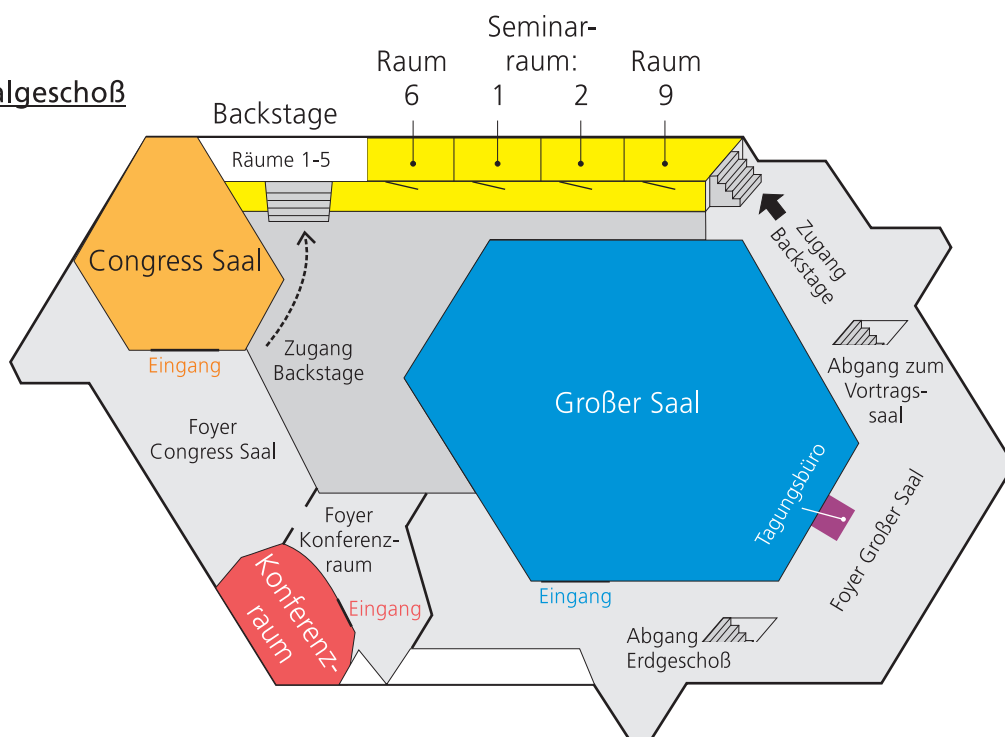 algeschoß
Backstage
Räume 1-5
Raum
6
Seminar-
raum:
1
2
Raum
9
Zugang
Backstage
Congress Saal
Eingang
Zugang
Backstage
Foyer
Congress Saal
Großer Saal
Abgang zum
Vortrags-
saal
Tagungsbüro
Foyer Großer Saal
Foyer
Konferenz-
raum
Konferenz-
raum
Eingang
Eingang
Abgang
Erdgeschoß